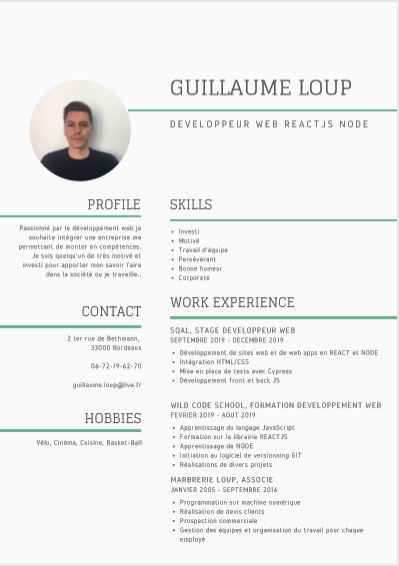 GUILLAUME LOUP
DEVELOPPEUR WEB REACTJS NODE
PROFILE
Passionné par le développement web je
souhaite intégrer une entreprise me
permettant de monter en compétences.
Je suis quelqu'un de très motivé et
investi pour apporter mon savoir faire
dans la société ou je travaille..
CONTACT
2 ter rue de Bethmann,
33000 Bordeaux
06-72-19-62-70
guillaume.loup@live.fr
HOBBIES
Vélo, Cinéma, Cuisine, Basket-Ball
SKILLS
• Investi
• Motivé
• Travail d'équipe
• Persévérant
• Bonne humeur
• Corporate
WORK EXPERIENCE
SQAL, STAGE DEVELOPPEUR WEB
SEPTEMBRE 2019 - DECEMBRE 2019
• Développement de sites web et de web apps en REACT et NODE
• Intégration HTML/CSS
• Mise en place de tests avec Cypress
• Développement front et back JS
WILD CODE SCHOOL, FORMATION DEVELOPPEMENT WEB
FEVRIER 2019 - AOUT 2019
• Apprentissage du langage JavaScript
• Formation sur la librairie REACTJS
• Apprentissage de NODE
• Initiation au logiciel de versionning GIT
• Réalisations de divers projets
MARBRERIE LOUP, ASSOCIE
JANVIER 2005 - SEPTEMBRE 2016
• Programmation sur machine numérique
• Réalisation de devis clients
• Prospection commerciale
• Gestion des équipes et organisation du travail pour chaque
employé